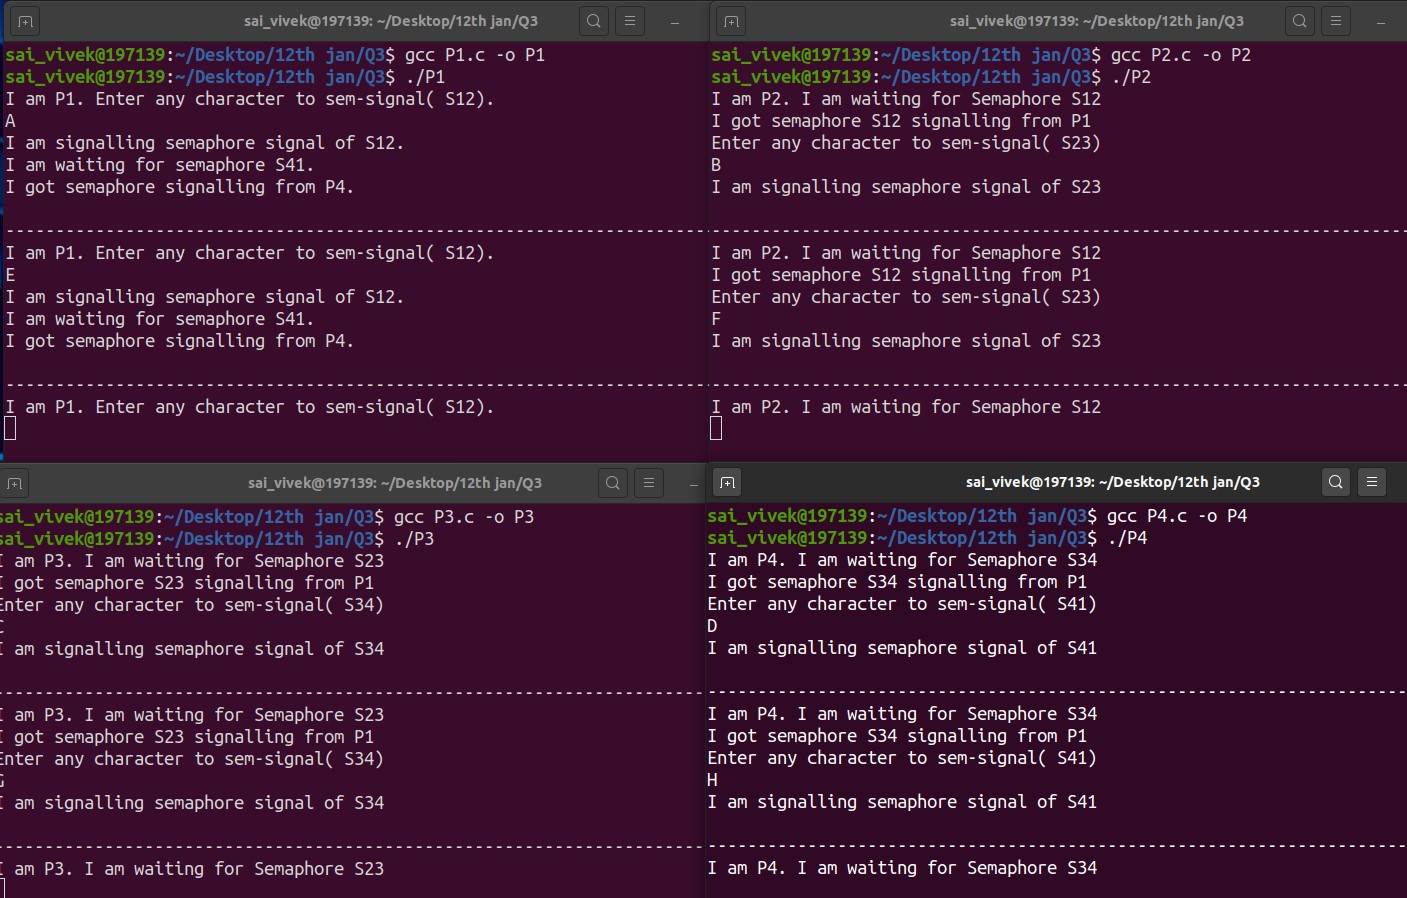 sai_vivek@197139: ~/Desktop/12th jan/Q3
sai_vivek@197139:~/Desktop/12th jan/Q3$ gcc P1.c -o P1
sai_vivek@197139:~/Desktop/12th jan/Q3$ ./P1
I am P1. Enter any character to sem-signal( S12).
A
I am signalling semaphore signal of S12.
I am waiting for semaphore S41.
I got semaphore signalling from P4.
--------------------------------------------------------------------
I am P1. Enter any character to sem-signal( S12).
E
I am signalling semaphore signal of S12.
I am waiting for semaphore S41.
I got semaphore signalling from P4.
--------------------------------------------------------------------
I am P1. Enter any character to sem-signal( S12).
sai_vivek@197139: ~/Desktop/12th jan/Q3
sai_vivek@197139:~/Desktop/12th jan/Q3$ gcc P2.c -o P2
sai_vivek@197139:~/Desktop/12th jan/Q3$ ./P2
I am P2. I am waiting for Semaphore S12
I got semaphore S12 signalling from P1
Enter any character to sem-signal( S23)
B
I am signalling semaphore signal of S23
--------------------------------------------------------------------
I am P2. I am waiting for Semaphore S12
I got semaphore S12 signalling from P1
Enter any character to sem-signal( S23)
F
I am signalling semaphore signal of S23
--------------------------------------------------------------------
I am P2. I am waiting for Semaphore S12
sai_vivek@197139: ~/Desktop/12th jan/Q3
sai_vivek@197139:~/Desktop/12th jan/Q3$ gcc P3.c -o P3
sai_vivek@197139:~/Desktop/12th jan/Q3$ ./P3
I am P3. I am waiting for Semaphore S23
I got semaphore S23 signalling from P1
Enter any character to sem-signal( S34)
C
I am signalling semaphore signal of S34
--------------------------------------------------------------------
I am P3. I am waiting for Semaphore S23
I got semaphore S23 signalling from P1
Enter any character to sem-signal( S34)
G
I am signalling semaphore signal of S34
--------------------------------------------------------------------
I am P3. I am waiting for Semaphore S23
sai_vivek@197139: ~/Desktop/12th jan/Q3
sai_vivek@197139:~/Desktop/12th jan/Q3$ gcc P4.c -o P4
sai_vivek@197139:~/Desktop/12th jan/Q3$ ./P4
I am P4. I am waiting for Semaphore S34
I got semaphore S34 signalling from P1
Enter any character to sem-signal( S41)
D
I am signalling semaphore signal of S41
--------------------------------------------------------------------
I am P4. I am waiting for Semaphore S34
I got semaphore S34 signalling from P1
Enter any character to sem-signal( S41)
H
I am signalling semaphore signal of S41
--------------------------------------------------------------------
I am P4. I am waiting for Semaphore S34